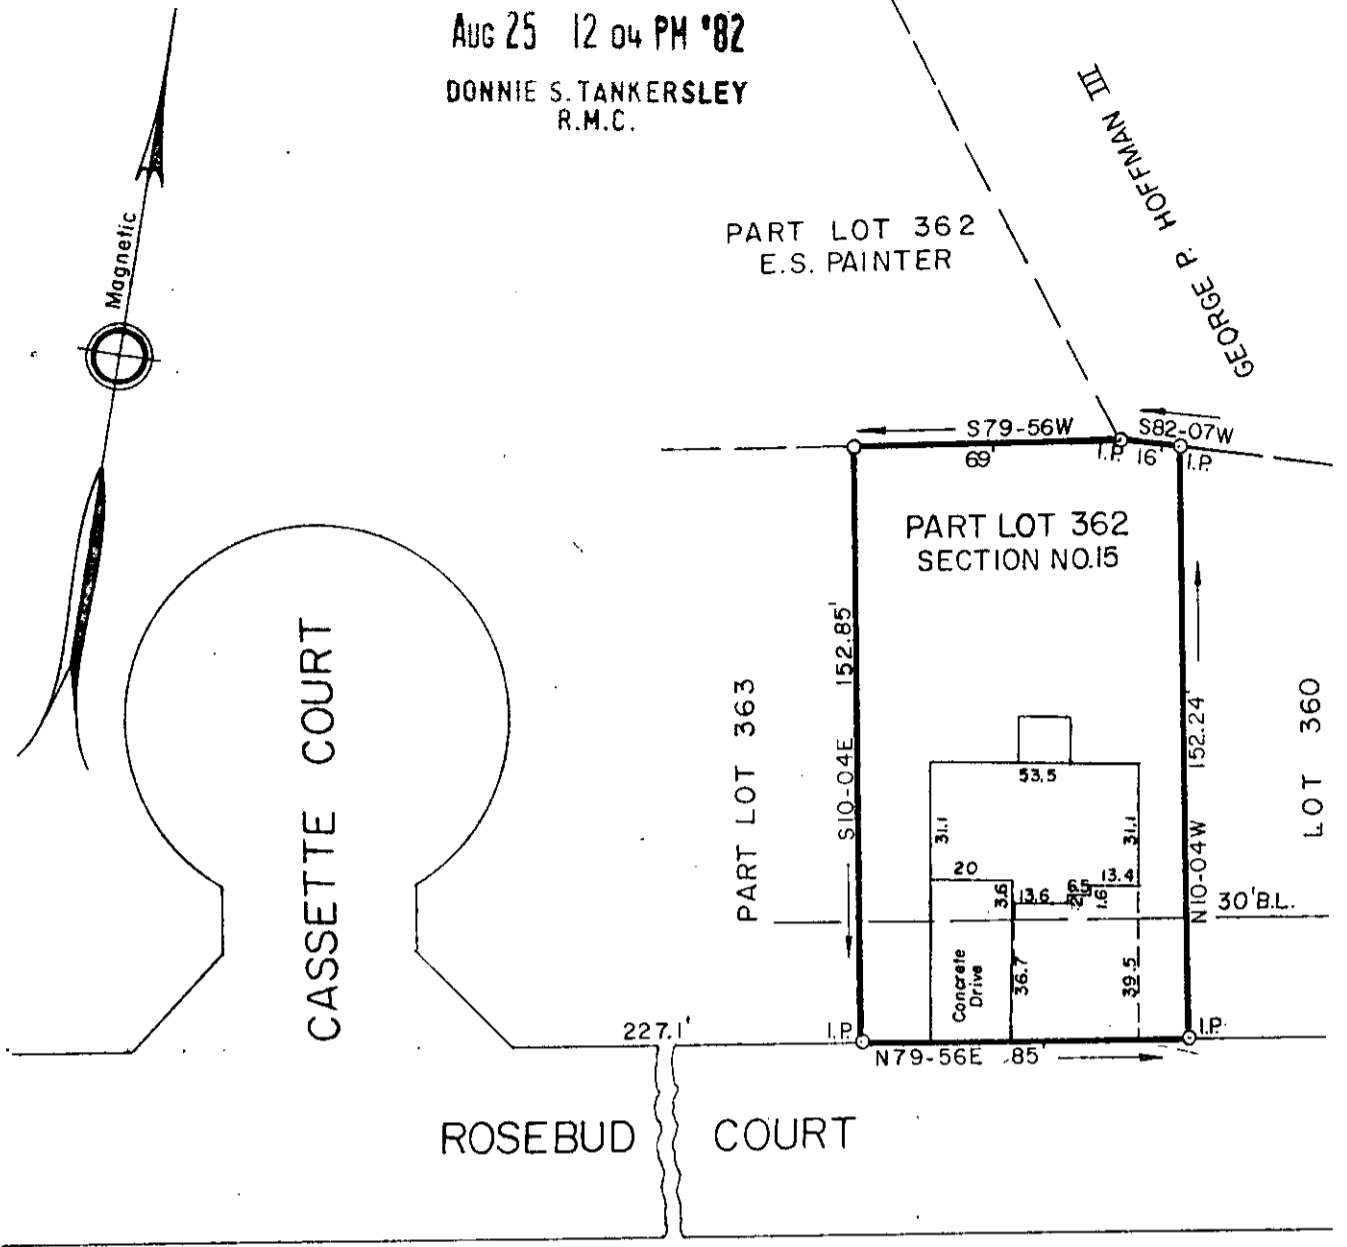 AUG 25 12 04 PM '82
DONNIE S. TANKERSLEY
R.M.C.
Magnetic
PART LOT 362
E.S. PAINTER
GEORGE P. HOFFMAN III
S79-56W
69'
I.P.
S82-07W
16'
I.P.
PART LOT 362
SECTION NO.15
CASSETTE COURT
PART LOT 363
S10-04E 152.85'
N10-04W 152.24'
LOT 360
53.5
31.1
31.1
20
3.6
13.6
6.5
1.6
13.4
30' B.L.
Concrete
Drive
36.7
39.5
227.1'
I.P.
I.P.
N79-56E 85'
ROSEBUD COURT